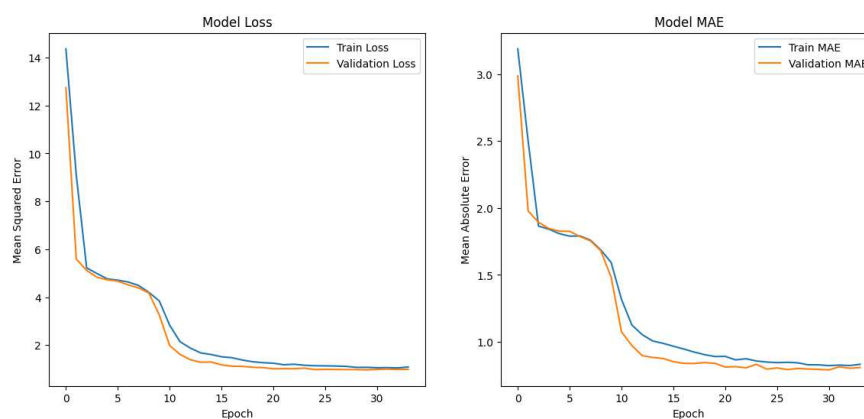 Model Loss
Train Loss
Validation Loss
Mean Squared Error
14
12
10
8
6
4
2
0
5
10
15
20
25
30
Epoch
Model MAE
Train MAE
Validation MAE
Mean Absolute Error
3.0
2.5
2.0
1.5
1.0
0
5
10
15
20
25
30
Epoch